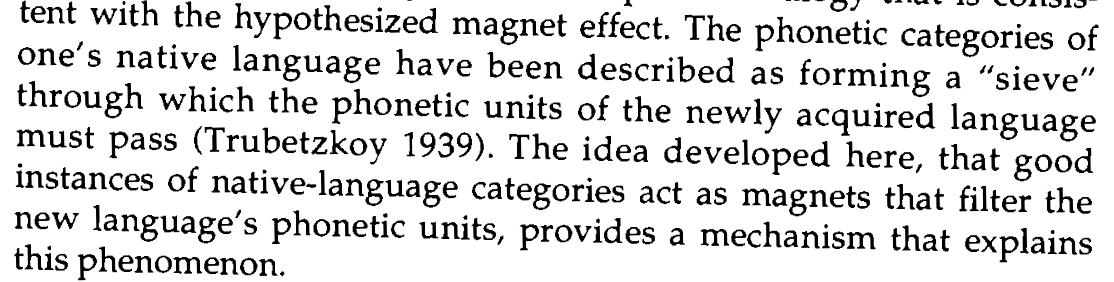 tent with the hypothesized magnet effect. The phonetic categories of
one's native language have been described as forming a “sieve”
through which the phonetic units of the newly acquired language
must pass (Trubetzkoy 1939). The idea developed here, that good
instances of native-language categories act as magnets that filter the
new language's phonetic units, provides a mechanism that explains
this phenomenon.